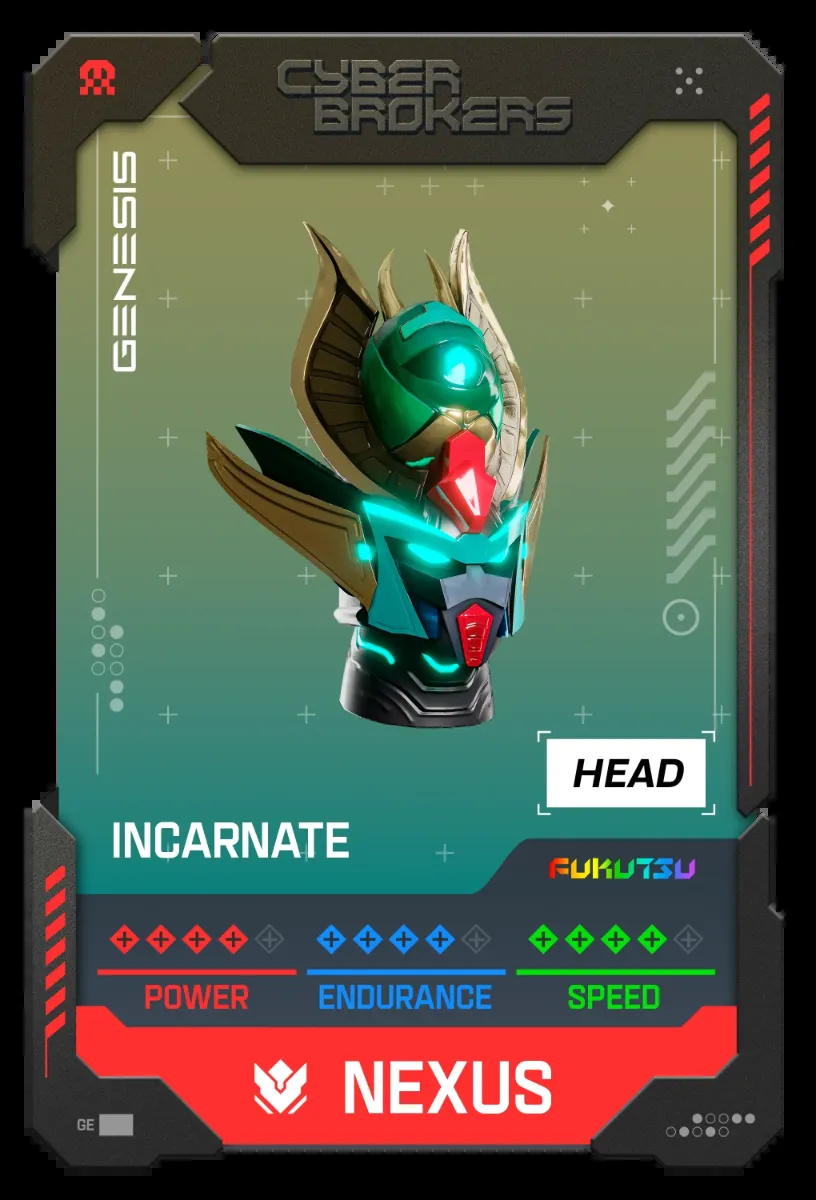 CYBER
BROKERS
GENESIS
HEAD
INCARNATE
FUKUTSU
POWER
ENDURANCE
SPEED
NEXUS
GE